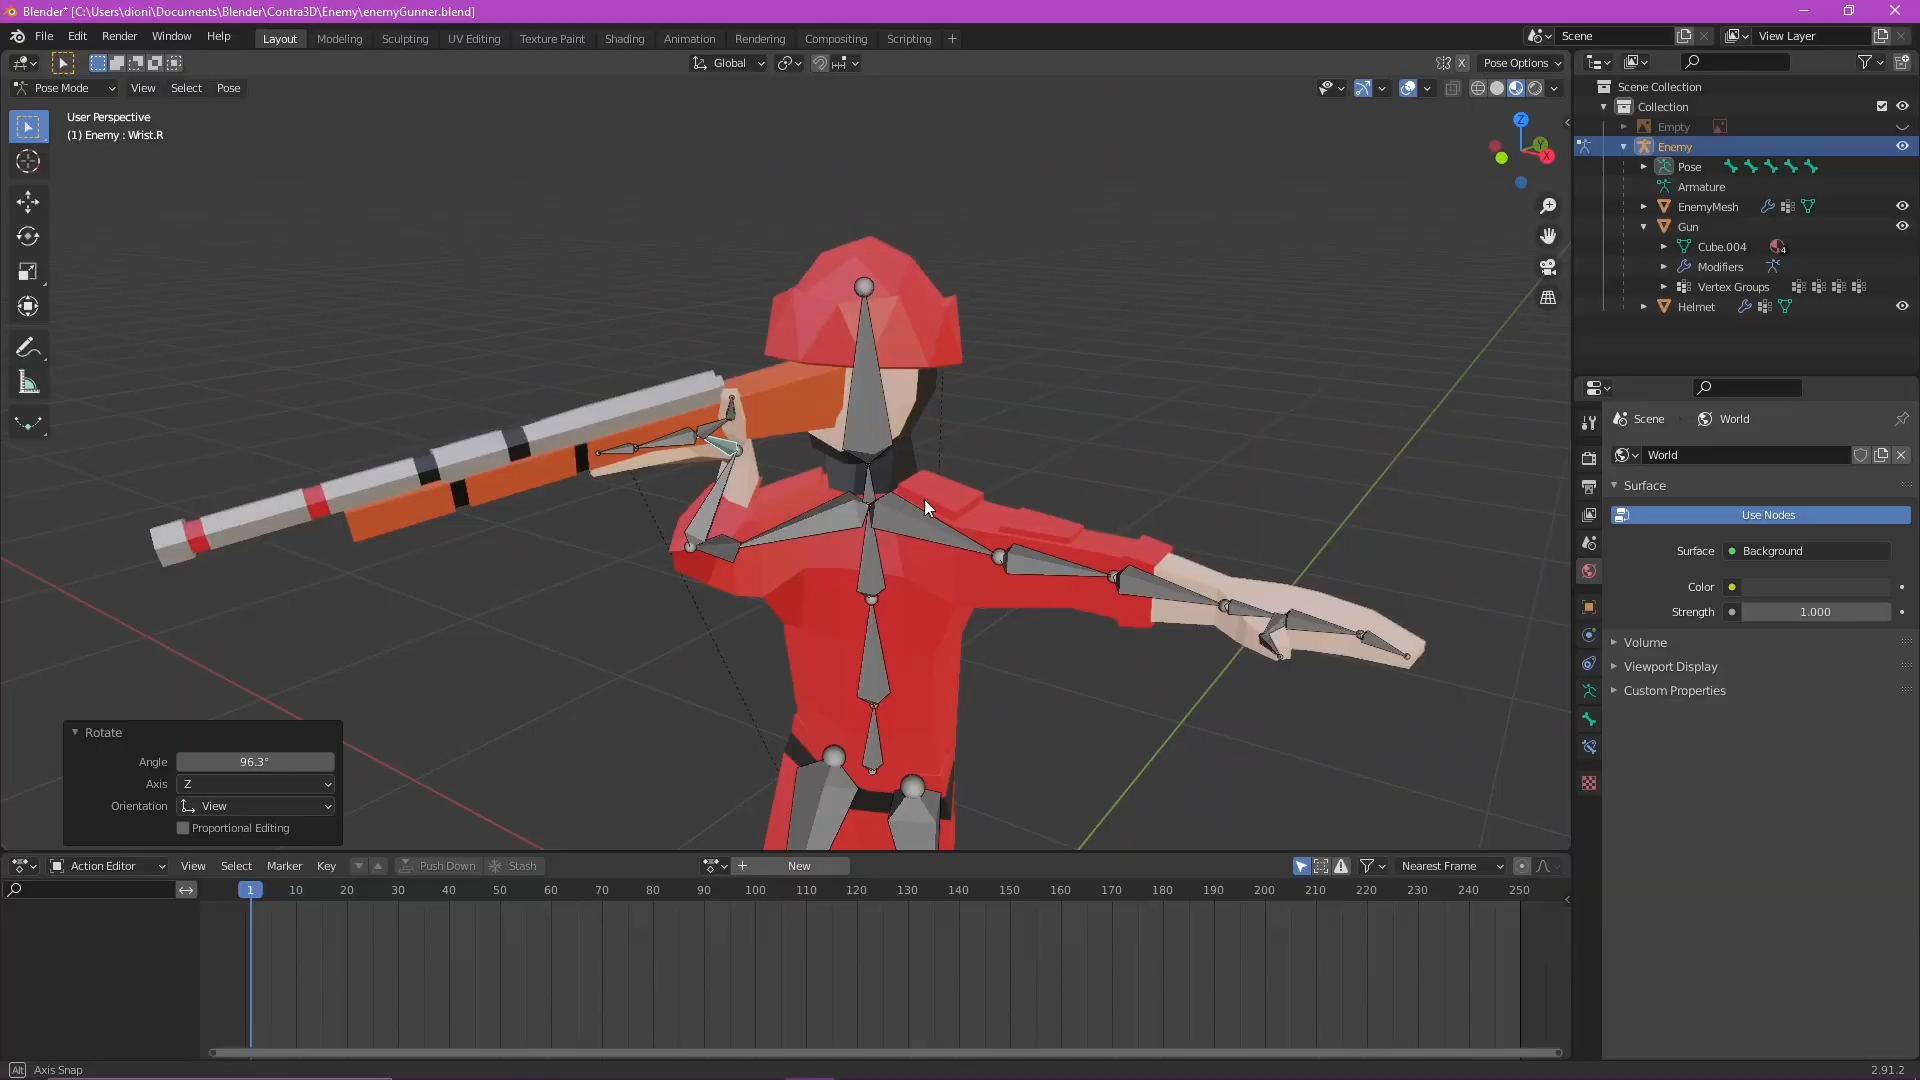 Blender* [C:\Users\dioni\Documents\Blender\Contra3D\Enemy\enemyGunner.blend]
File Edit Render Window Help
Layout Modeling Sculpting UV Editing Texture Paint Shading Animation Rendering Compositing Scripting +
Scene
View Layer
Global
X Pose Options
Pose Mode View Select Pose
User Perspective
(1) Enemy : Wrist.R
Z
Y
X
Scene Collection
Collection
Empty
Enemy
Pose
Armature
EnemyMesh
Gun
Cube.004
4
Modifiers
Vertex Groups
Helmet
Scene World
World
Surface
Use Nodes
Surface Background
Color
Strength 1.000
Volume
Viewport Display
Custom Properties
Rotate
Angle 96.3°
Axis Z
Orientation View
Proportional Editing
Action Editor View Select Marker Key Push Down Stash + New Nearest Frame
1 10 20 30 40 50 60 70 80 90 100 110 120 130 140 150 160 170 180 190 200 210 220 230 240 250
Alt Axis Snap
2.91.2